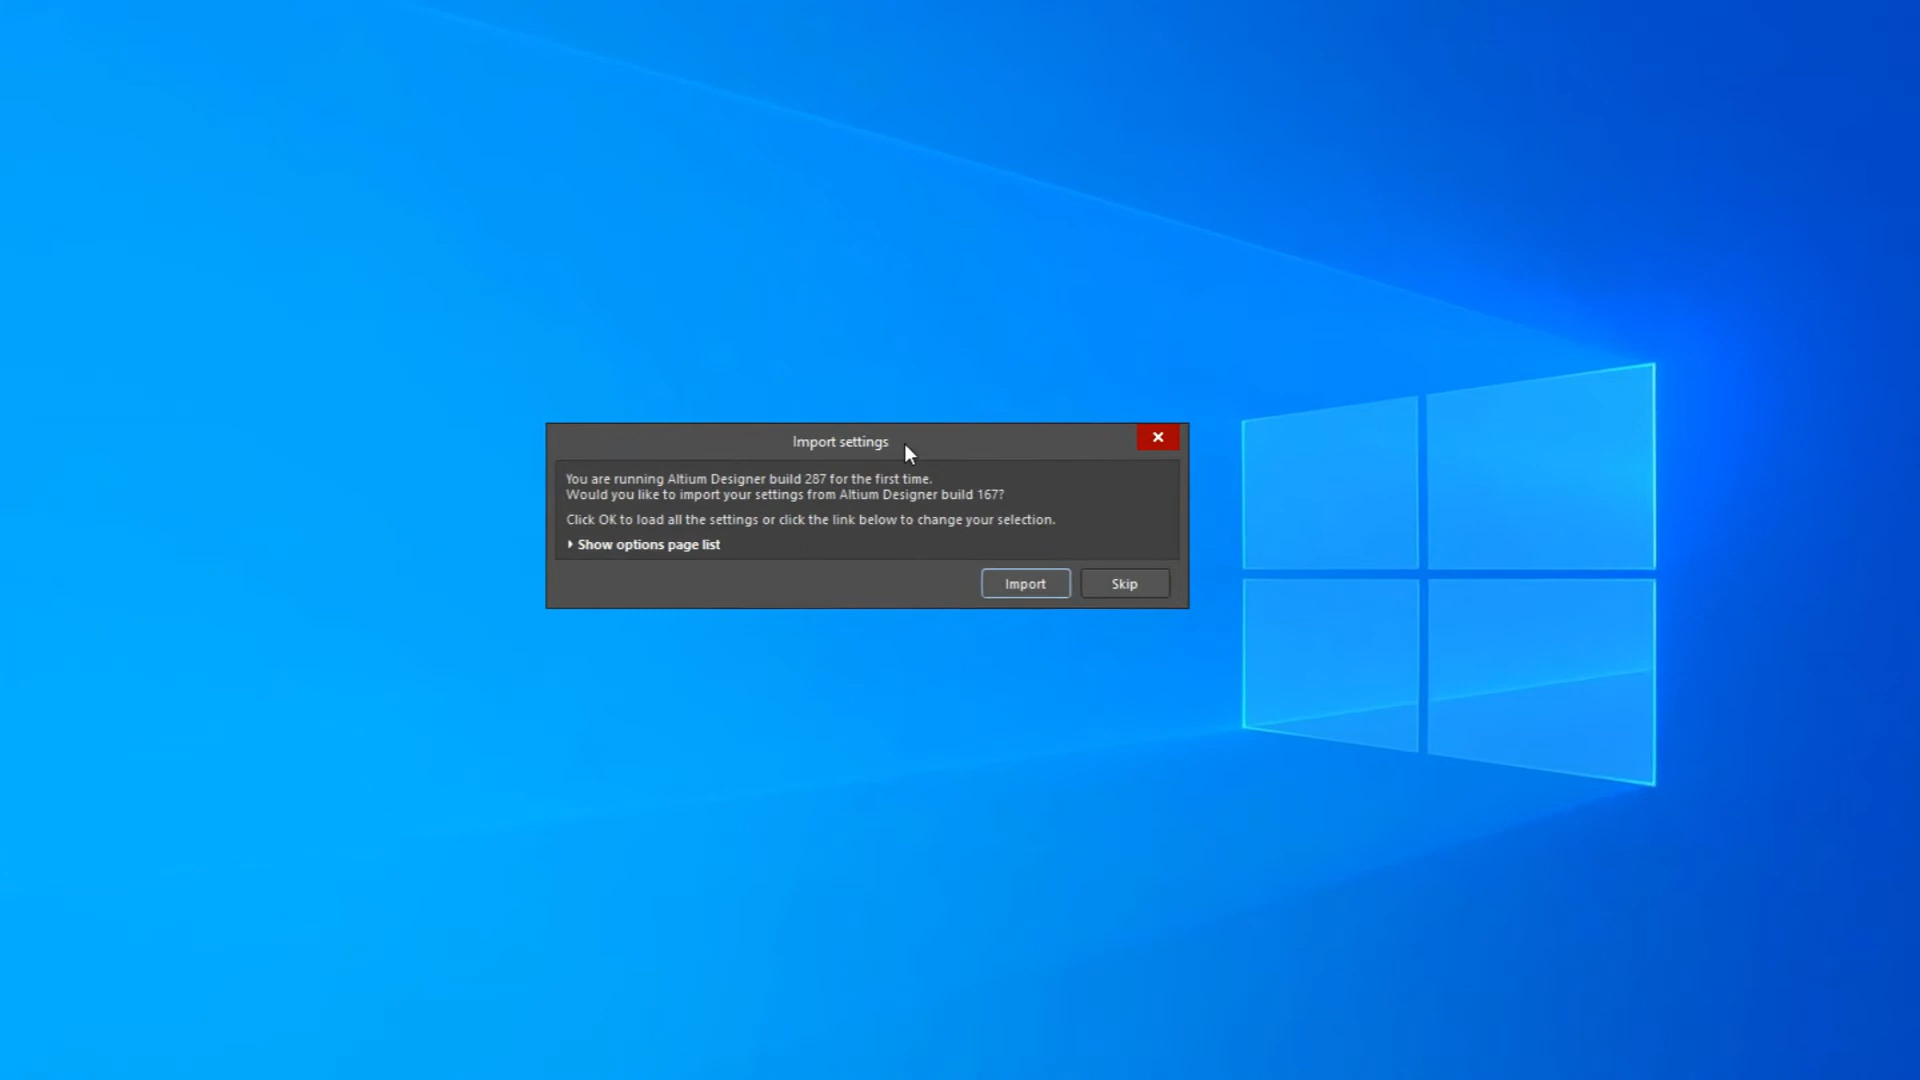 Import settings
You are running Altium Designer build 287 for the first time.
Would you like to import your settings from Altium Designer build 167?
Click OK to load all the settings or click the link below to change your selection.
Show options page list
Import
Skip